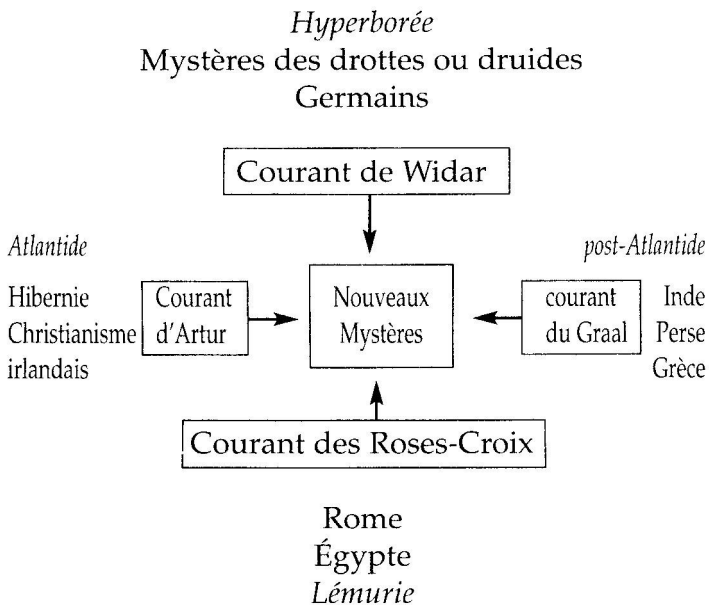 Hyperborée
Mystères des drottes ou druides
Germains
Courant de Widar
Atlantide
Hibernie
Christianisme
irlandais
Courant
d'Artur
Nouveaux
Mystères
post-Atlantide
courant
du Graal
Inde
Perse
Grèce
Courant des Roses-Croix
Rome
Égypte
Lémurie